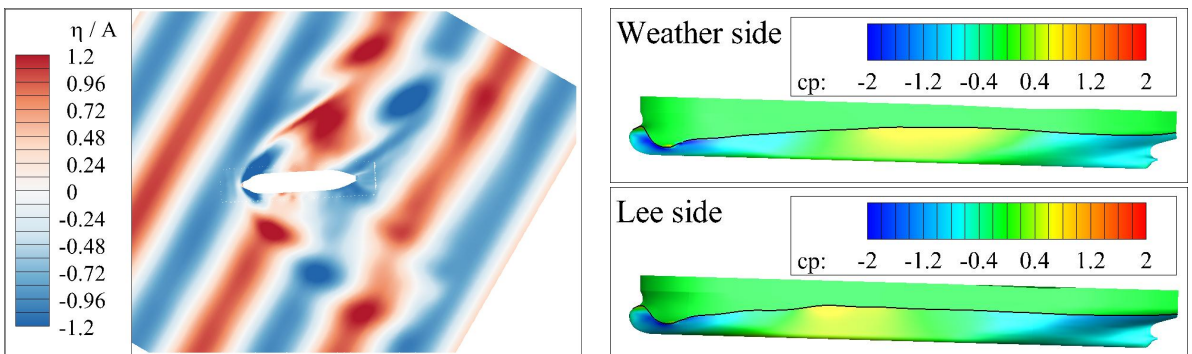 η / A
1.2
0.96
0.72
0.48
0.24
0
-0.24
-0.48
-0.72
-0.96
-1.2
Weather side
cp: -2 -1.2 -0.4 0.4 1.2 2
Lee side
cp: -2 -1.2 -0.4 0.4 1.2 2